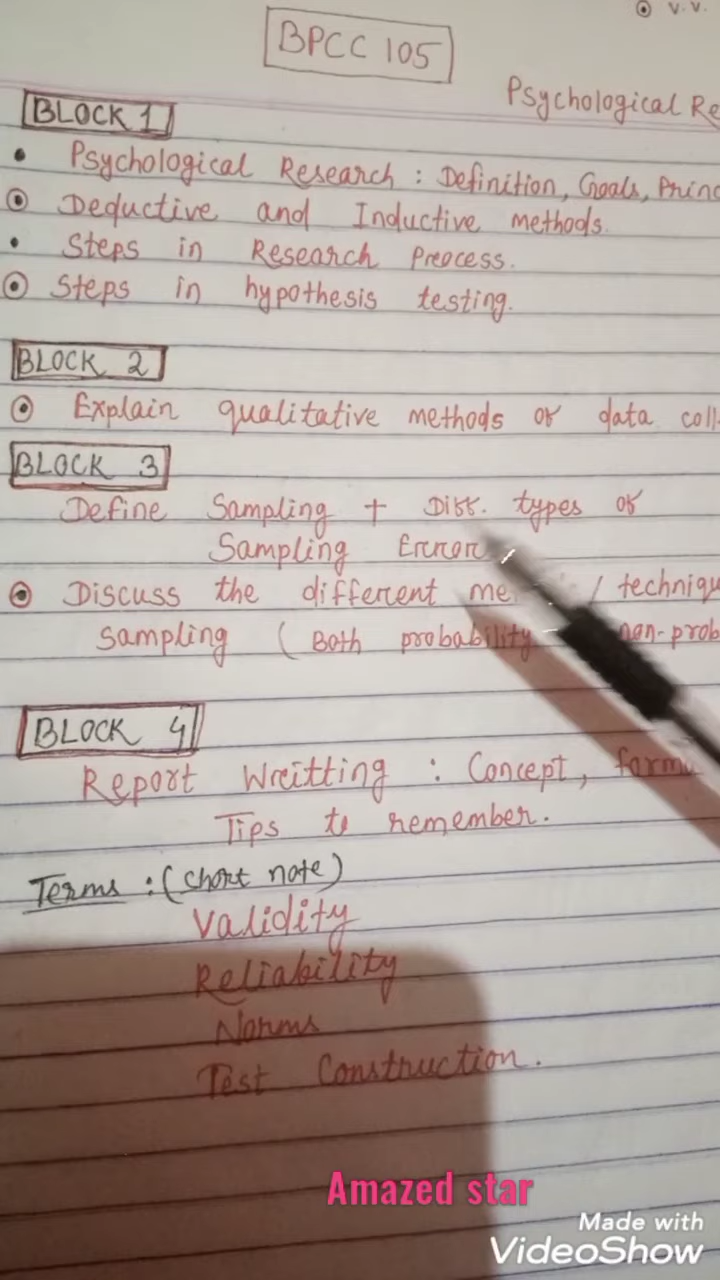 V.V.
BPCC 105
Psychological Re
BLOCK 1
• Psychological Research : Definition, Goals, Princ
Deductive and Inductive methods.
• Steps in Research Process.
Steps in hypothesis testing.
BLOCK 2
Explain qualitative methods of data coll
BLOCK 3
Define Sampling + Diff. types of
Sampling Error
Discuss the different me / techniqu
Sampling ( Both probability non-prob
BLOCK 4
Report Writting : Concept, form
Tips to remember.
Terms : (short note)
Validity
Reliability
Norms
Test Construction.
Amazed star
Made with
VideoShow